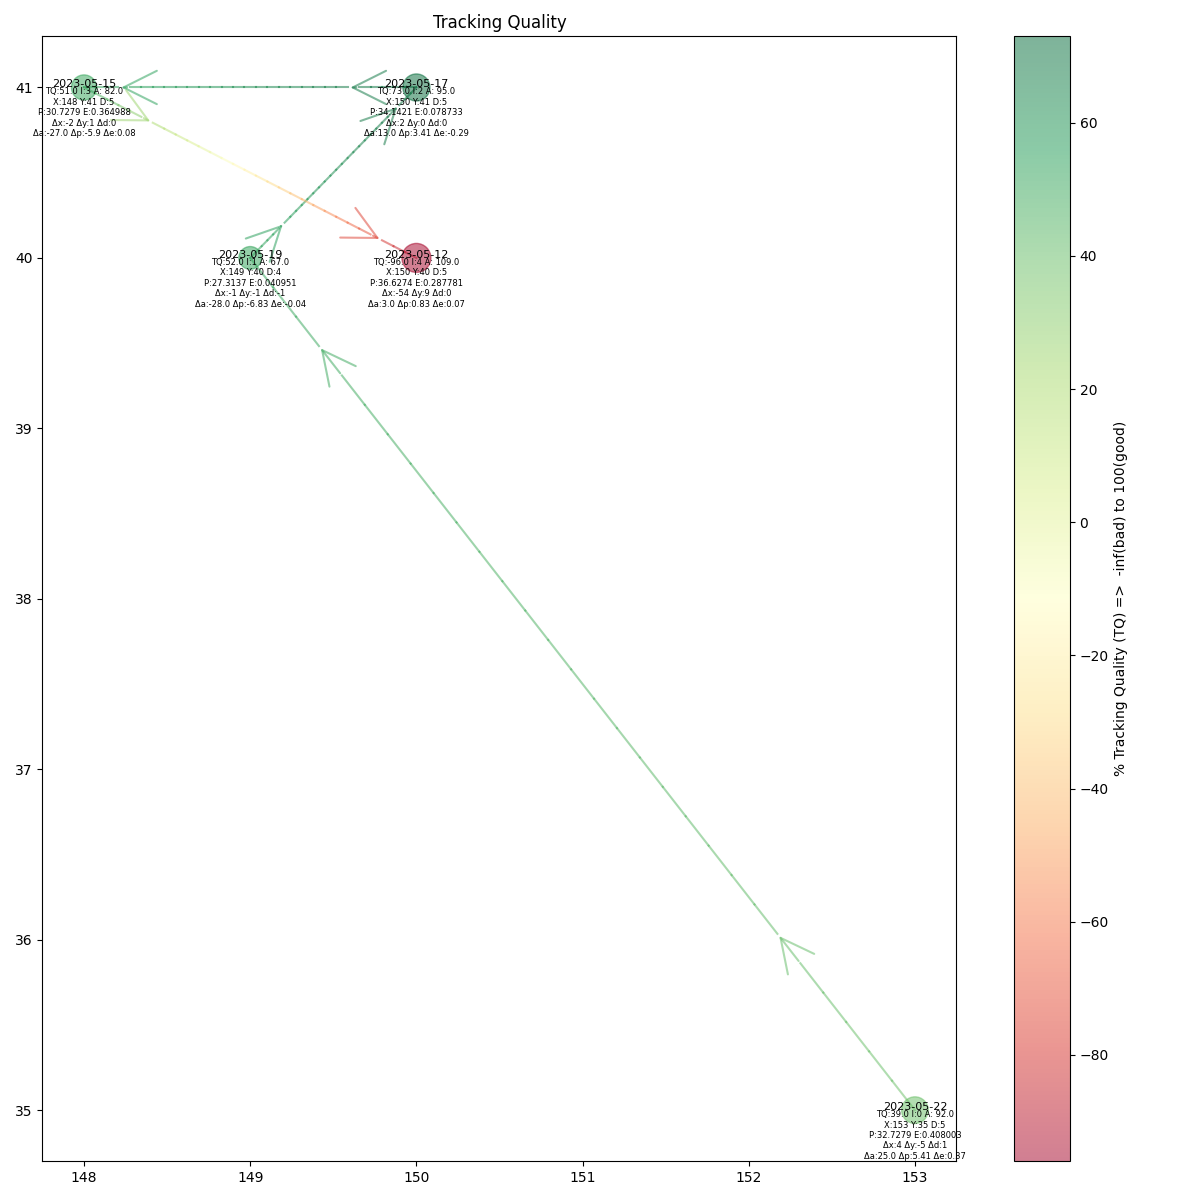 Tracking Quality
41
40
39
38
37
36
35
148
149
150
151
152
153
2023-05-15
TQ:51.0 I:3 A: 82.0
X:148 Y:41 D:5
P:30.7279 E:0.364988
Δx:-2 Δy:1 Δd:0
Δa:-27.0 Δp:-5.9 Δe:0.08
2023-05-17
TQ:73.0 I:2 A: 95.0
X:150 Y:41 D:5
P:34.1421 E:0.078733
Δx:2 Δy:0 Δd:0
Δa:13.0 Δp:3.41 Δe:-0.29
2023-05-19
TQ:52.0 I:1 A: 67.0
X:149 Y:40 D:4
P:27.3137 E:0.040951
Δx:-1 Δy:-1 Δd:-1
Δa:-28.0 Δp:-6.83 Δe:-0.04
2023-05-12
TQ:-96.0 I:4 A: 109.0
X:150 Y:40 D:5
P:36.6274 E:0.287781
Δx:-54 Δy:9 Δd:0
Δa:3.0 Δp:0.83 Δe:0.07
2023-05-22
TQ:39.0 I:0 A: 92.0
X:153 Y:35 D:5
P:32.7279 E:0.408003
Δx:4 Δy:-5 Δd:1
Δa:25.0 Δp:5.41 Δe:0.37
60
40
20
0
−20
−40
−60
−80
% Tracking Quality (TQ) => -inf(bad) to 100(good)